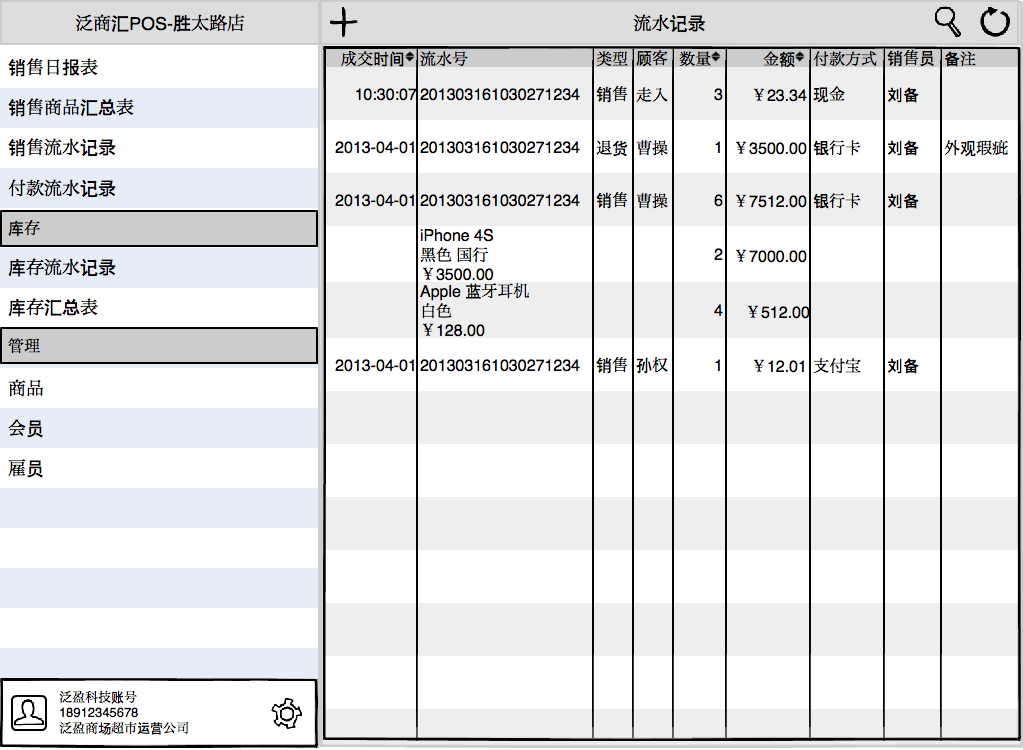 泛商汇POS-胜太路店
销售日报表
销售商品汇总表
销售流水记录
付款流水记录
库存
库存流水记录
库存汇总表
管理
商品
会员
雇员
泛盈科技账号
18912345678
泛盈商场超市运营公司
流水记录
成交时间 流水号 类型 顾客 数量 金额 付款方式 销售员 备注
10:30:07 201303161030271234 销售 走入 3 ￥23.34 现金 刘备
2013-04-01 201303161030271234 退货 曹操 1 ￥3500.00 银行卡 刘备 外观瑕疵
2013-04-01 201303161030271234 销售 曹操 6 ￥7512.00 银行卡 刘备
iPhone 4S
黑色 国行 2 ￥7000.00
￥3500.00
Apple 蓝牙耳机
白色 4 ￥512.00
￥128.00
2013-04-01 201303161030271234 销售 孙权 1 ￥12.01 支付宝 刘备